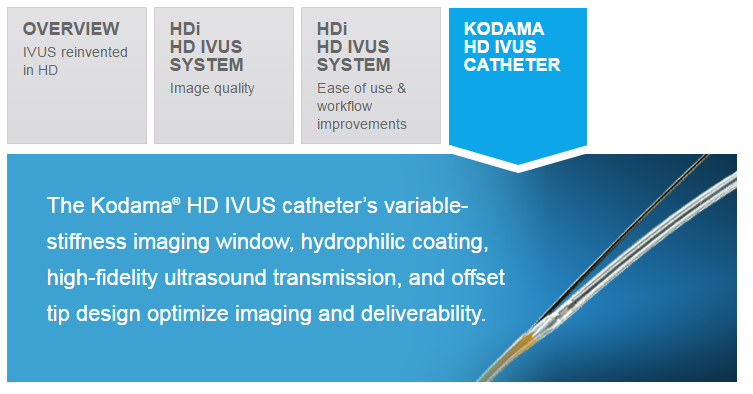 OVERVIEW
IVUS reinvented
in HD
HDi
HD IVUS
SYSTEM
Image quality
HDi
HD IVUS
SYSTEM
Ease of use &
workflow
improvements
KODAMA
HD IVUS
CATHETER
The Kodama® HD IVUS catheter’s variable-
stiffness imaging window, hydrophilic coating,
high-fidelity ultrasound transmission, and offset
tip design optimize imaging and deliverability.